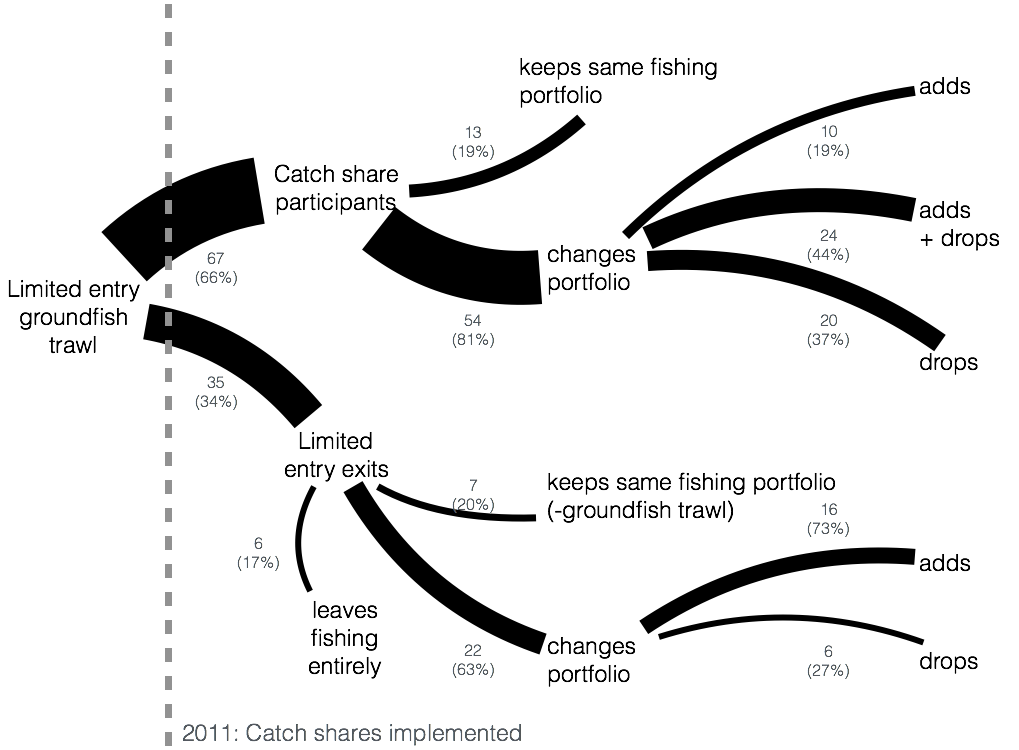 keeps same fishing
portfolio
13
(19%)
adds
10
(19%)
Catch share
participants
67
(66%)
adds
+ drops
24
(44%)
changes
portfolio
54
(81%)
20
(37%)
drops
Limited entry
groundfish
trawl
35
(34%)
Limited
entry exits
7
(20%)
keeps same fishing portfolio
(-groundfish trawl)
16
(73%)
adds
6
(17%)
leaves
fishing
entirely
22
(63%)
changes
portfolio
6
(27%)
drops
2011: Catch shares implemented